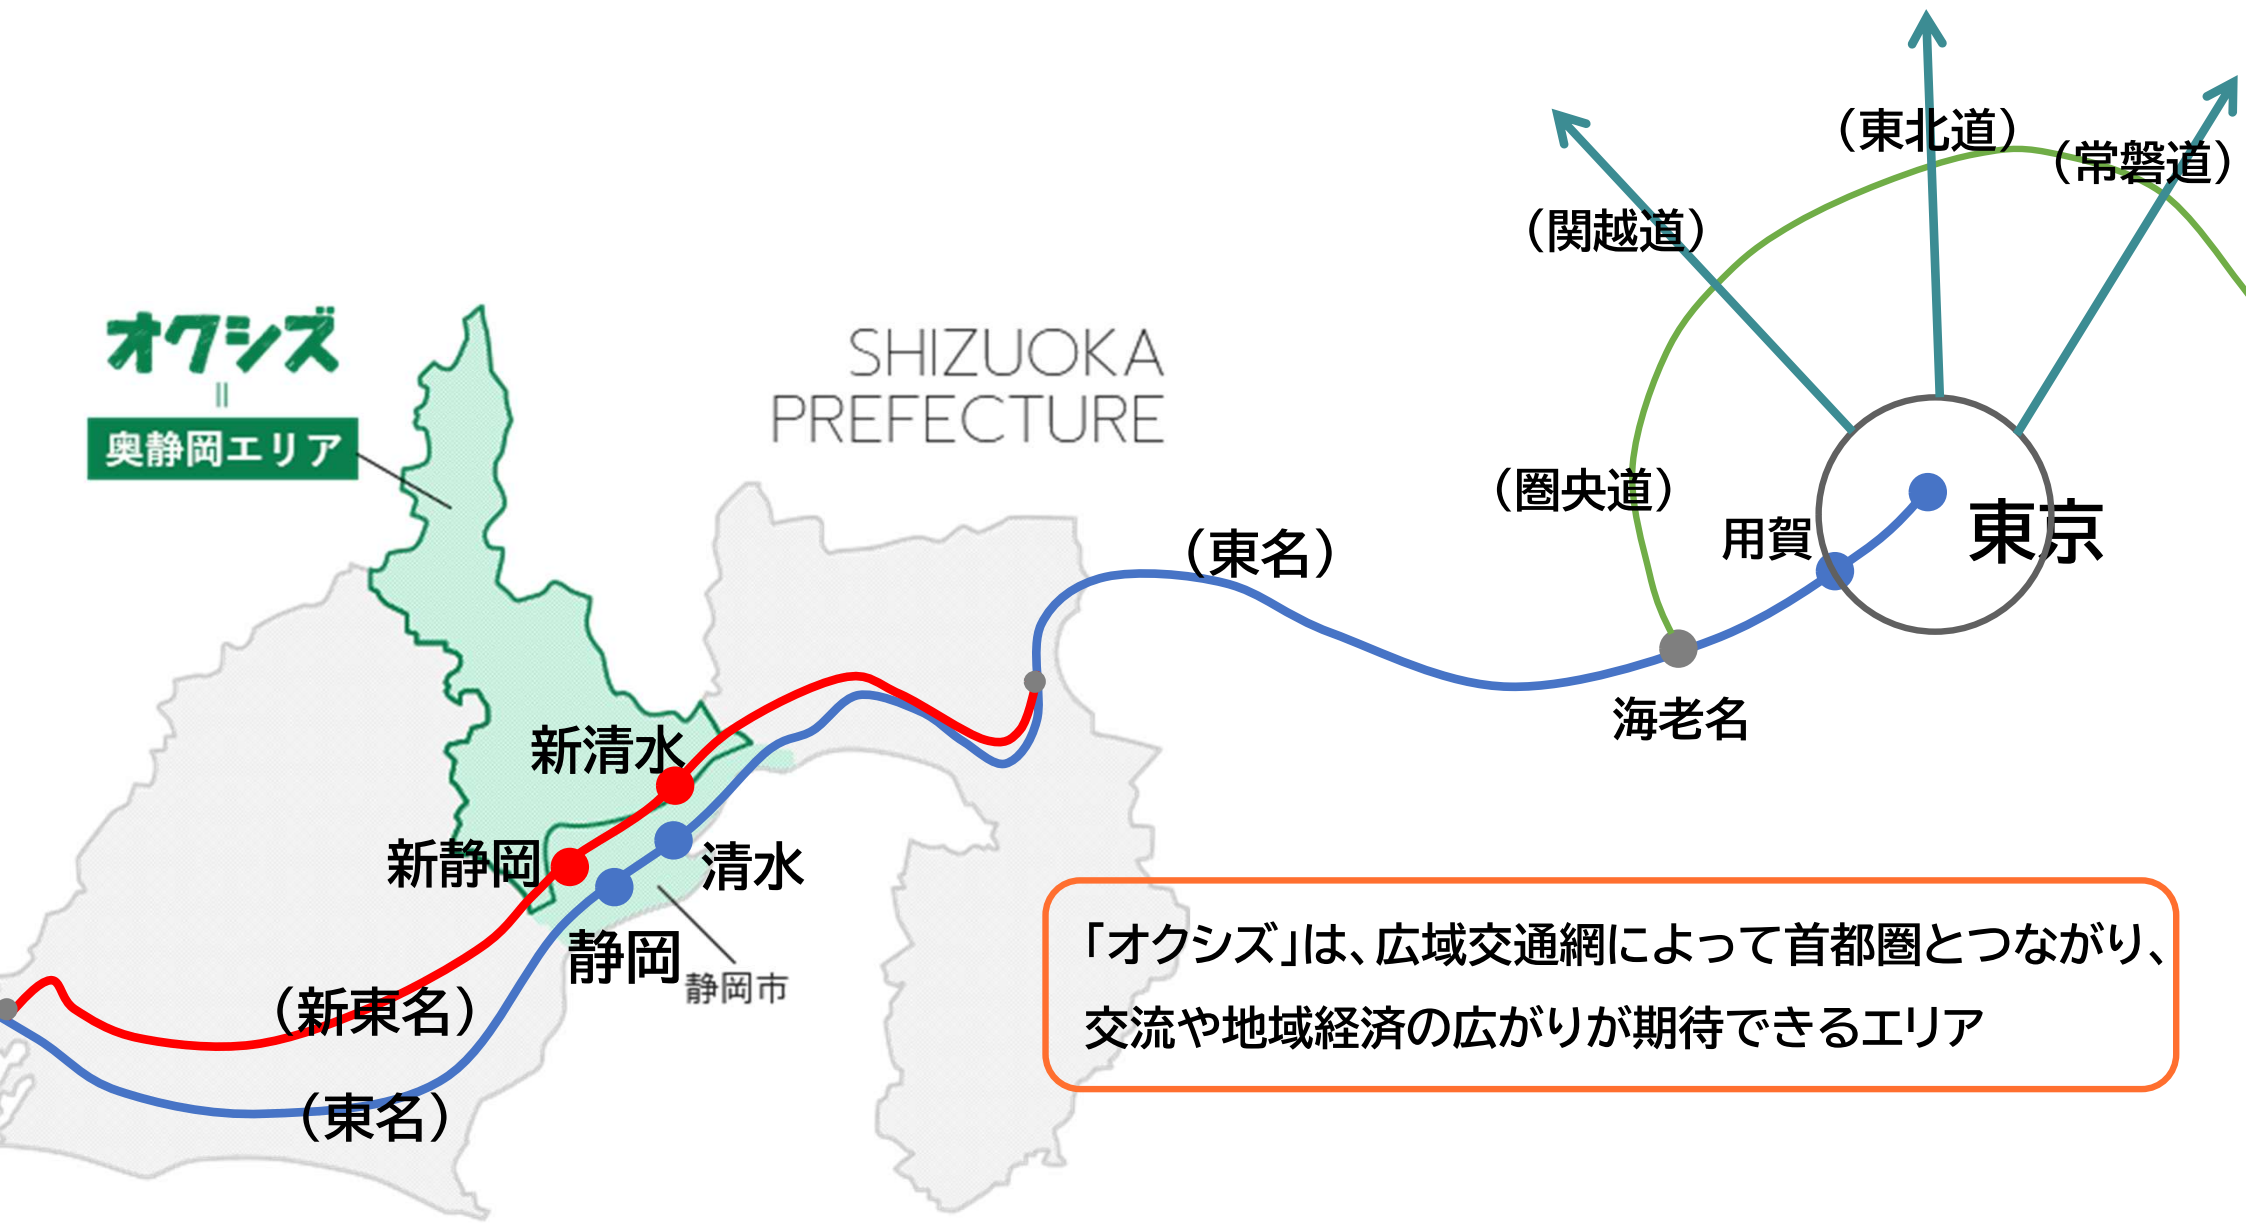 (東北道)
(常磐道)
(関越道)
オクシズ
=
奥静岡エリア
SHIZUOKA
PREFECTURE
(圏央道)
(東名)
用賀
東京
海老名
新清水
新静岡
清水
静岡
静岡市
(新東名)
(東名)
「オクシズ」は、広域交通網によって首都圏とつながり、
交流や地域経済の広がりが期待できるエリア